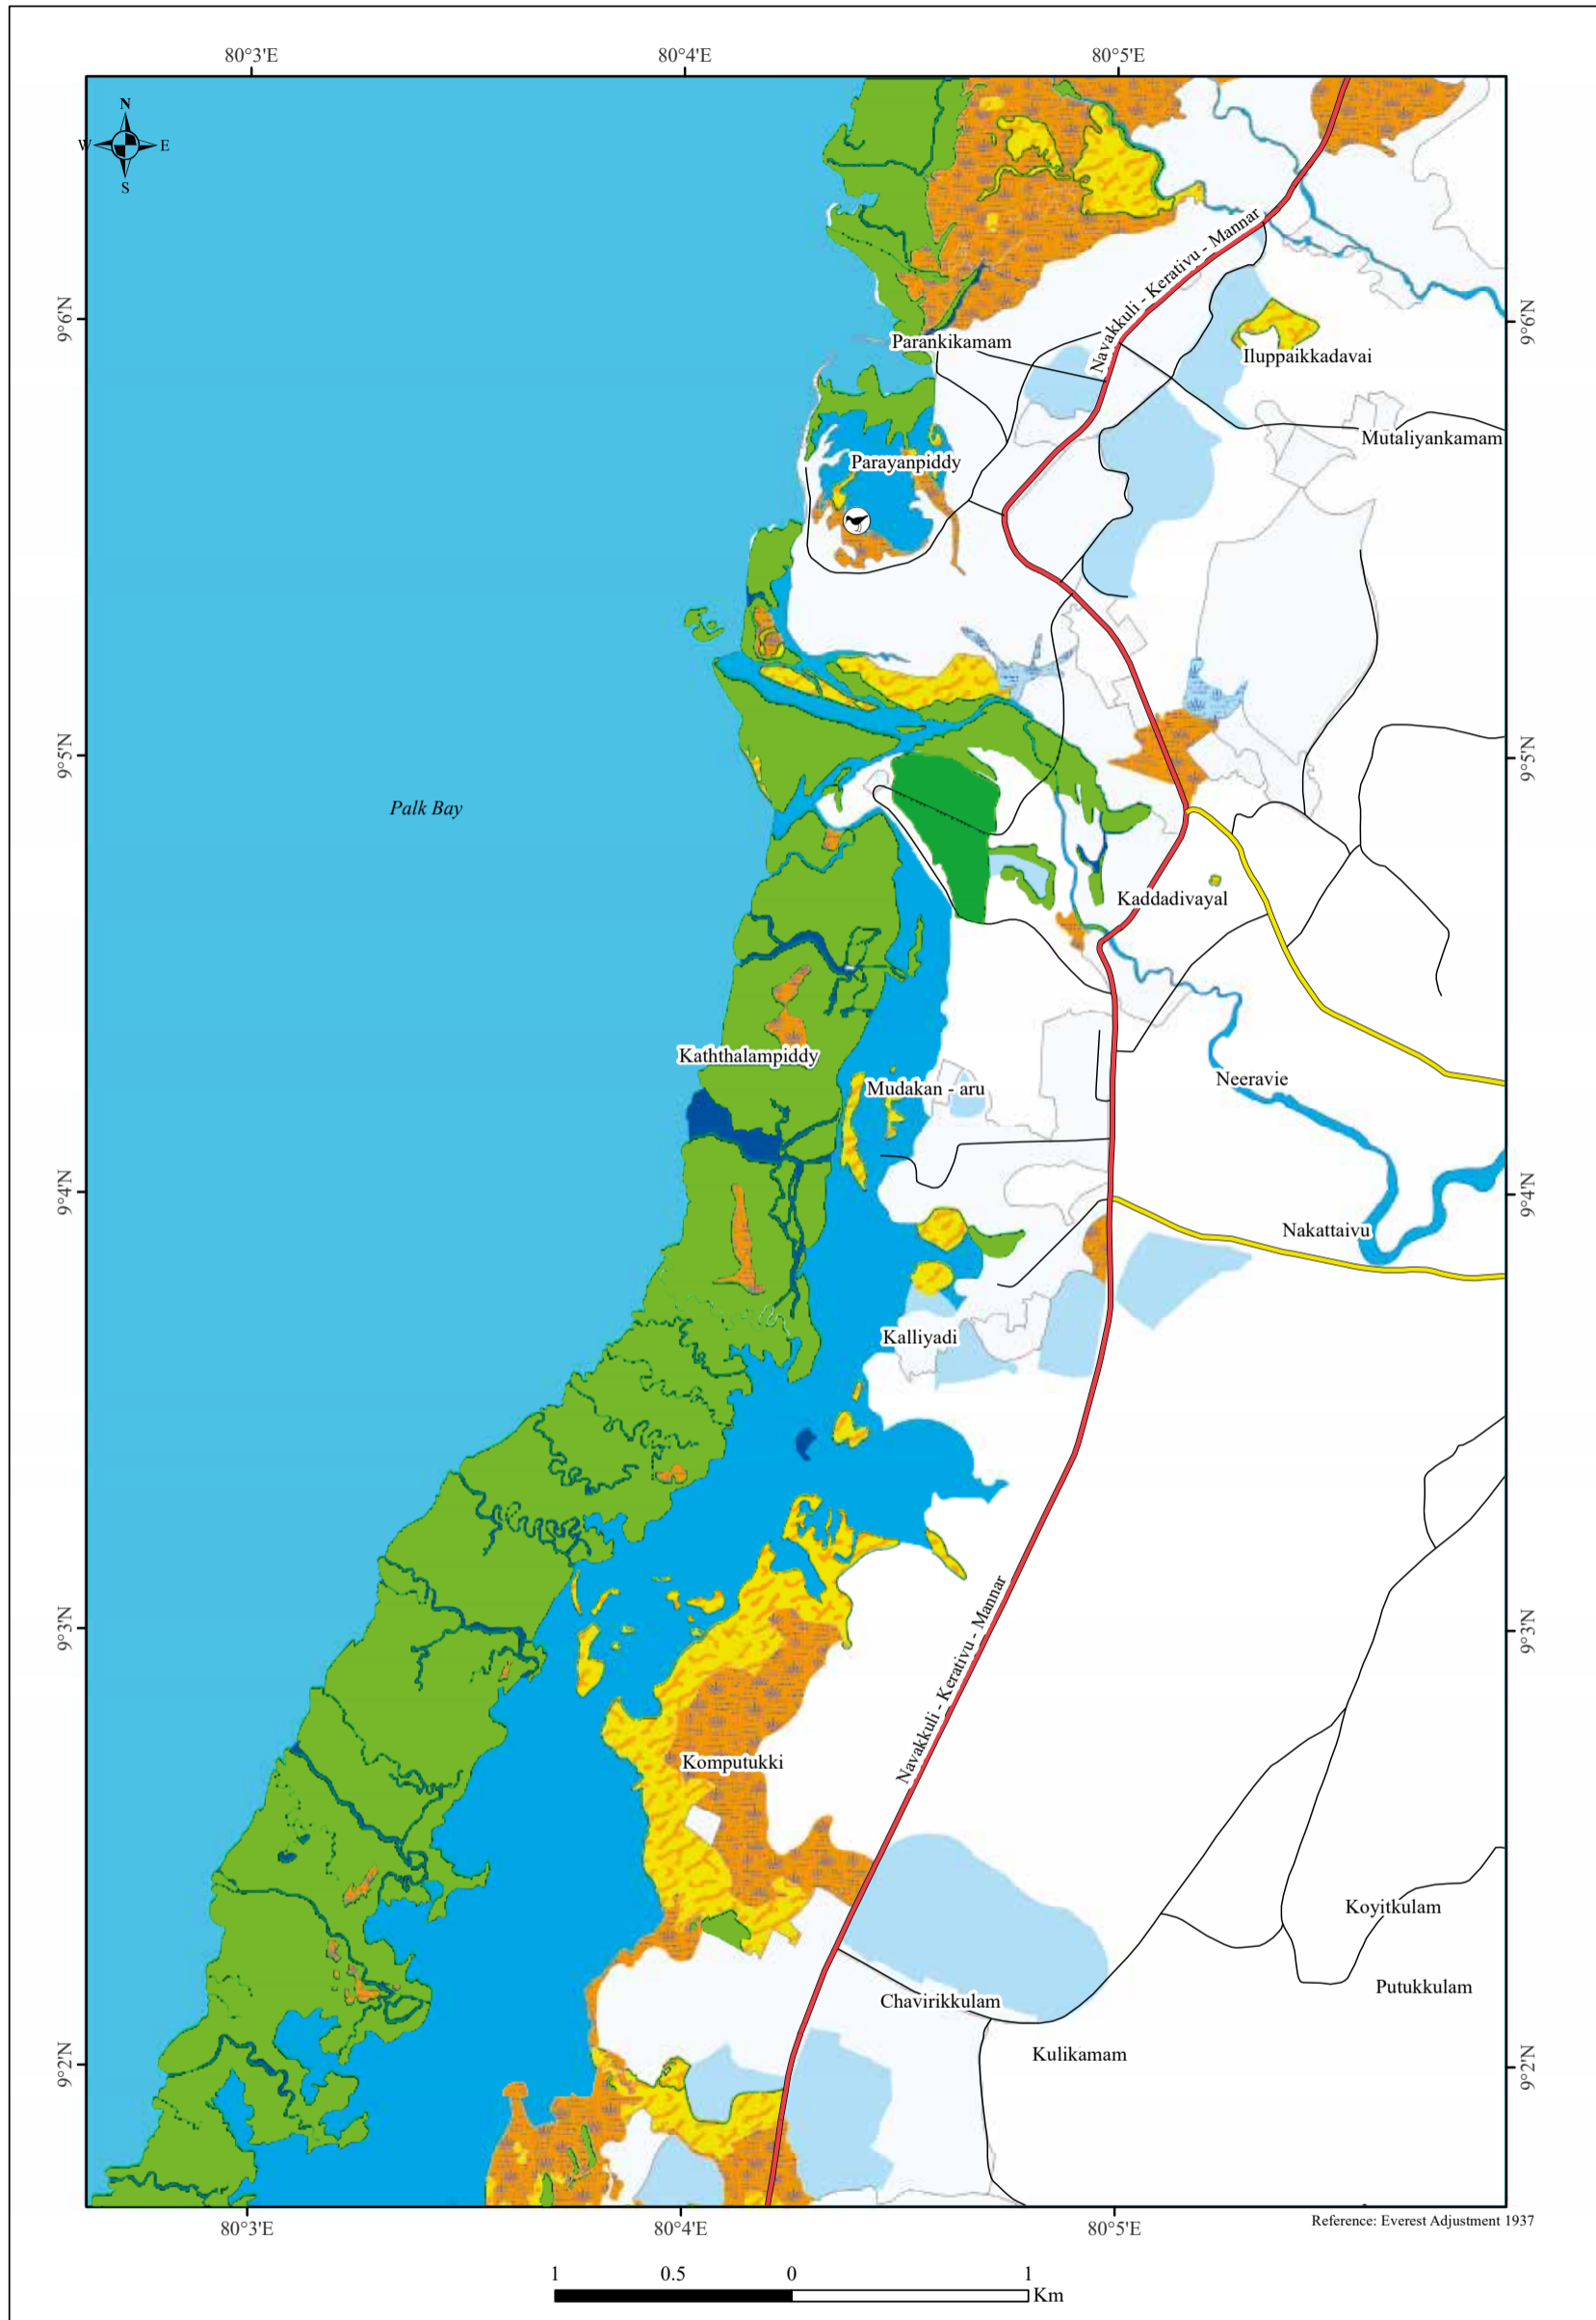 80°3'E
80°4'E
80°5'E
N
W
E
S
Navakkuli - Kerativu - Mannar
9°6'N
9°6'N
Parankikamam
Iluppaikkadavai
Mutaliyankamam
Parayanpiddy
9°5'N
9°5'N
Palk Bay
Kaddadivayal
Kaththalampiddy
Mudakan - aru
Neeravie
9°4'N
9°4'N
Nakattaivu
Kalliyadi
9°3'N
9°3'N
Navakkuli - Kerativu - Mannar
Komputukki
Koyitkulam
Putukkulam
Chavirikkulam
Kulikamam
9°2'N
9°2'N
80°3'E
80°4'E
80°5'E
Reference: Everest Adjustment 1937
1
0.5
0
1
Km